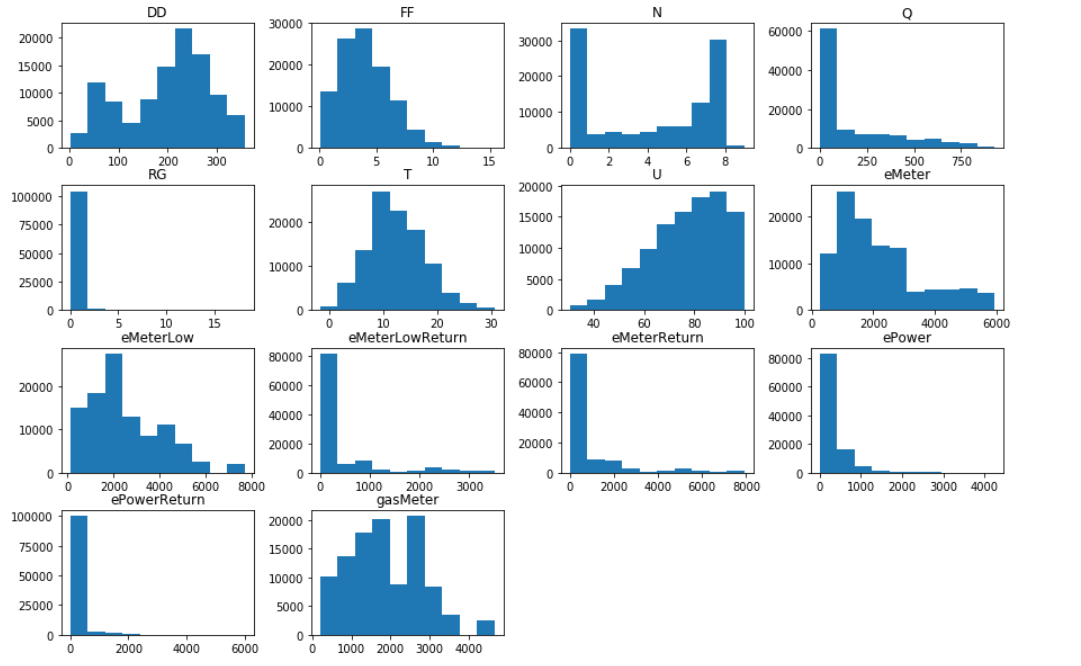 DD FF N Q
20000 30000 30000 60000
15000 20000 20000 40000
10000 10000 10000 20000
5000
0 0 0 0
0 100 200 300 0 5 10 15 0 2 4 6 8 0 250 500 750
RG T U eMeter
100000 20000 20000 20000
75000 10000 15000 10000
50000 10000
25000 5000
0 0 0 0
0 5 10 15 0 10 20 30 40 60 80 100 0 2000 4000 6000
eMeterLow eMeterLowReturn eMeterReturn ePower
20000 80000 80000 80000
10000 60000 60000 60000
40000 40000 40000
20000 20000 20000
0 0 0 0
0 2000 4000 6000 8000 0 1000 2000 3000 0 2000 4000 6000 8000 0 1000 2000 3000 4000
ePowerReturn gasMeter
100000 20000
75000 15000
50000 10000
25000 5000
0 0
0 2000 4000 6000 0 1000 2000 3000 4000